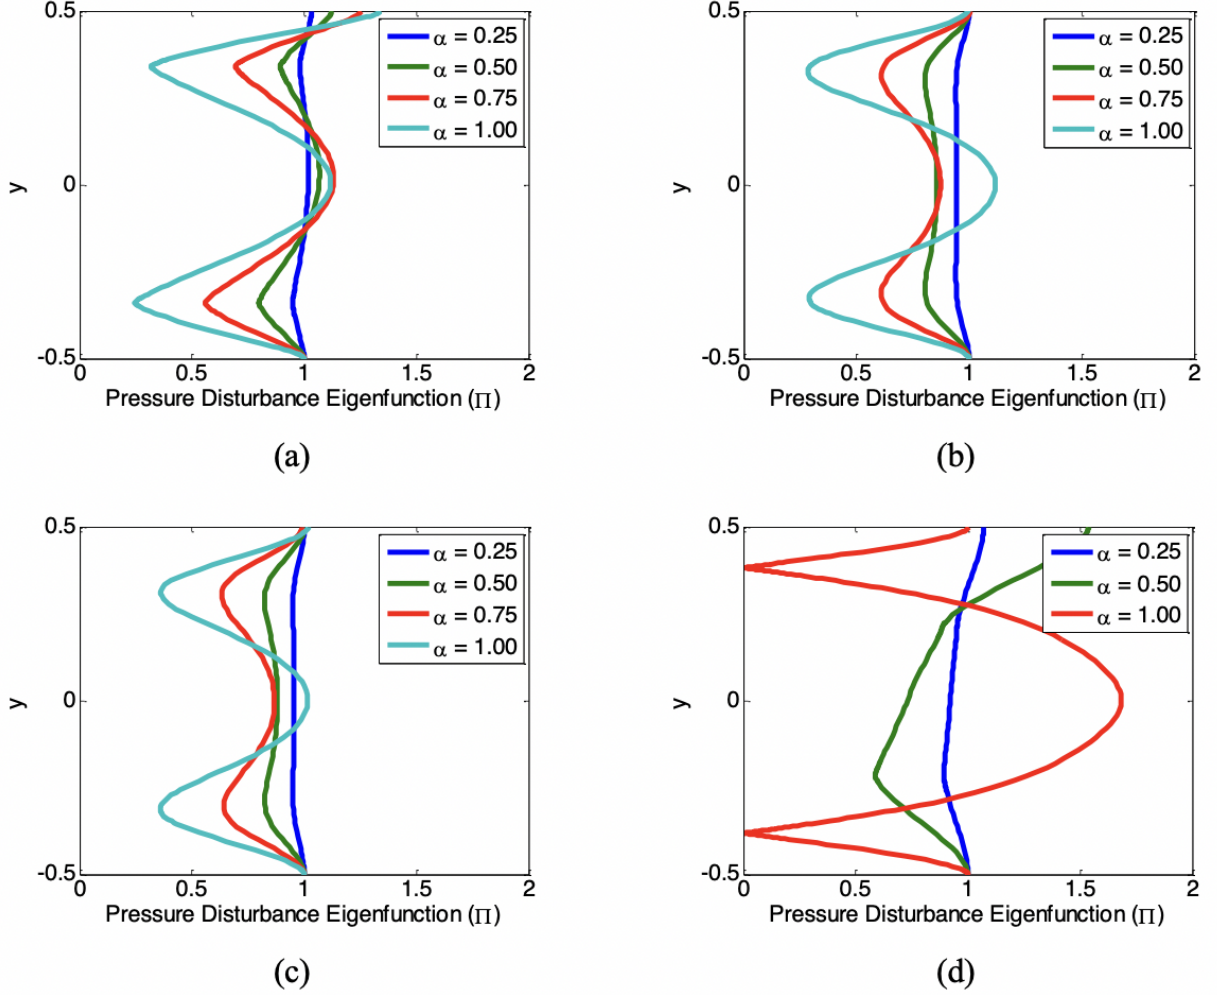 0.5
α = 0.25
α = 0.50
α = 0.75
α = 1.00
y
0
-0.5
0 0.5 1 1.5 2
Pressure Disturbance Eigenfunction (Π)
(a)
0.5
α = 0.25
α = 0.50
α = 0.75
α = 1.00
y
0
-0.5
0 0.5 1 1.5 2
Pressure Disturbance Eigenfunction (Π)
(b)
0.5
α = 0.25
α = 0.50
α = 0.75
α = 1.00
y
0
-0.5
0 0.5 1 1.5 2
Pressure Disturbance Eigenfunction (Π)
(c)
0.5
α = 0.25
α = 0.50
α = 1.00
y
0
-0.5
0 0.5 1 1.5 2
Pressure Disturbance Eigenfunction (Π)
(d)